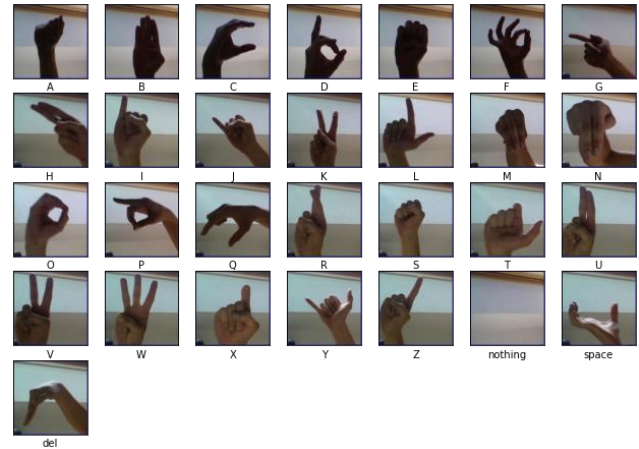 A B C D E F G
H I J K L M N
O P Q R S T U
V W X Y Z nothing space
del